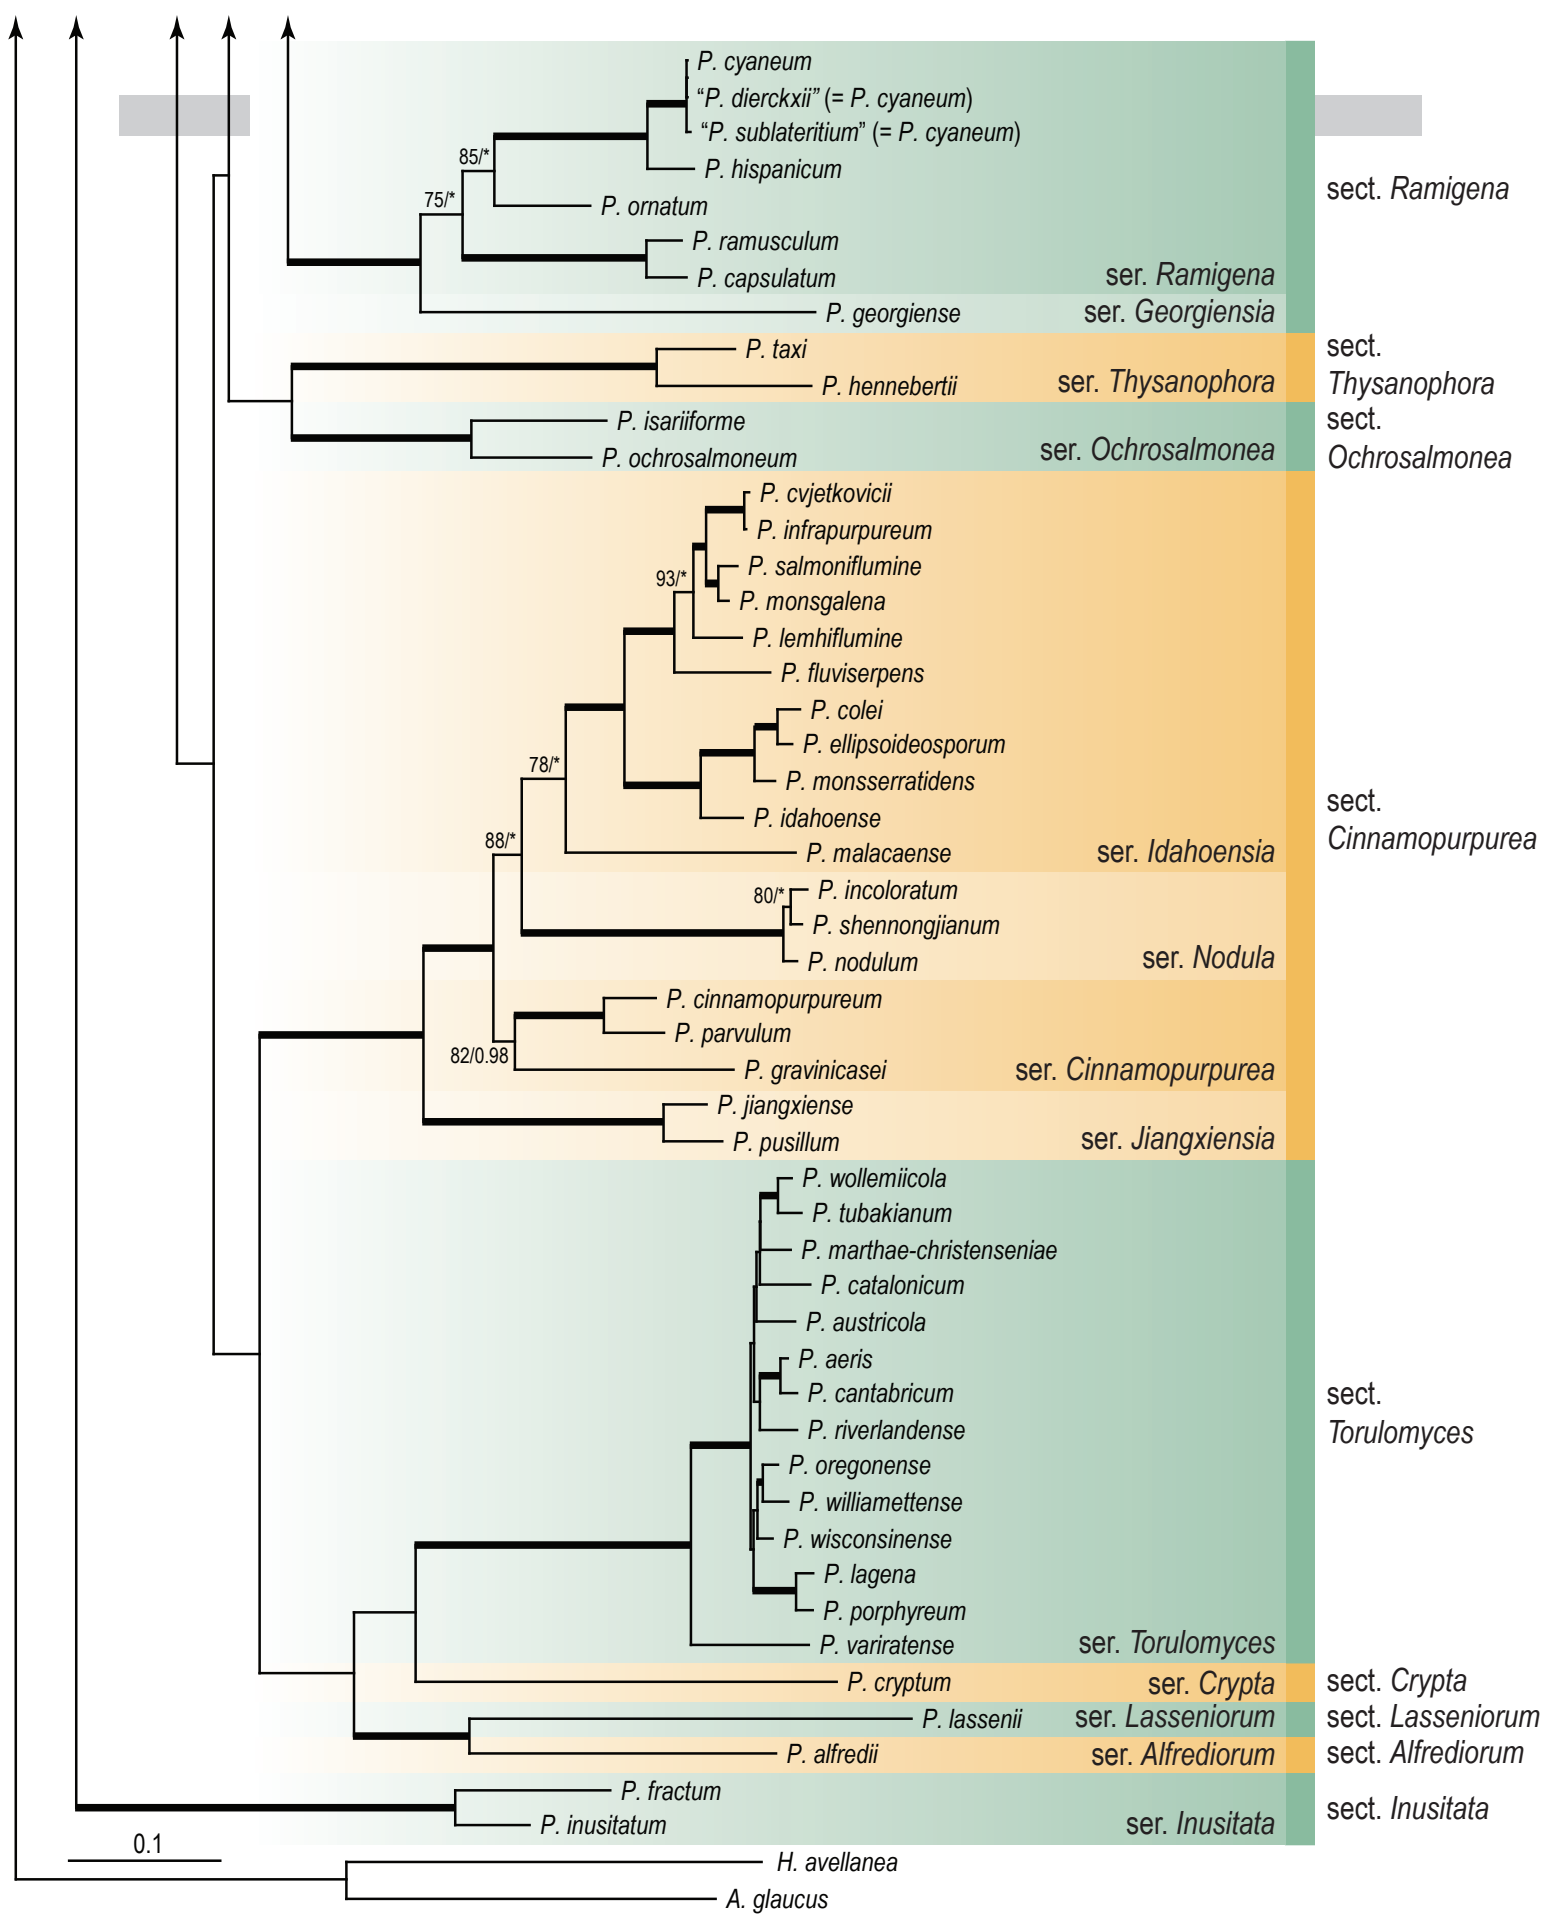 P. cyaneum
“P. dierckxii” (= P. cyaneum)
“P. sublateritium” (= P. cyaneum)
85/*
P. hispanicum
sect. Ramigena
75/*
P. ornatum
P. ramusculum
P. capsulatum
ser. Ramigena
P. georgiense
ser. Georgiensia
P. taxi
sect.
Thysanophora
P. hennebertii
ser. Thysanophora
P. isariiforme
sect.
Ochrosalmonea
P. ochrosalmoneum
ser. Ochrosalmonea
P. cvjetkovicii
P. infrapurpureum
P. salmoniflumine
93/*
P. monsgalena
P. lemhiflumine
P. fluviserpens
P. colei
P. ellipsoideosporum
78/*
P. monsserratidens
P. idahoense
sect.
Cinnamopurpurea
88/*
P. malacaense
ser. Idahoensia
80/*
P. incoloratum
P. shennongjianum
P. nodulum
ser. Nodula
P. cinnamopurpureum
P. parvulum
82/0.98
P. gravinicasei
ser. Cinnamopurpurea
P. jiangxiense
P. pusillum
ser. Jiangxiensia
P. wollemiicola
P. tubakianum
P. marthae-christenseniae
P. catalonicum
P. austricola
P. aeris
P. cantabricum
sect.
Torulomyces
P. riverlandense
P. oregonense
P. williamettense
P. wisconsinense
P. lagena
P. porphyreum
P. variratense
ser. Torulomyces
P. cryptum
ser. Crypta
sect. Crypta
P. lassenii
ser. Lasseniorum
sect. Lasseniorum
P. alfredii
ser. Alfrediorum
sect. Alfrediorum
P. fractum
P. inusitatum
ser. Inusitata
sect. Inusitata
0.1
H. avellanea
A. glaucus